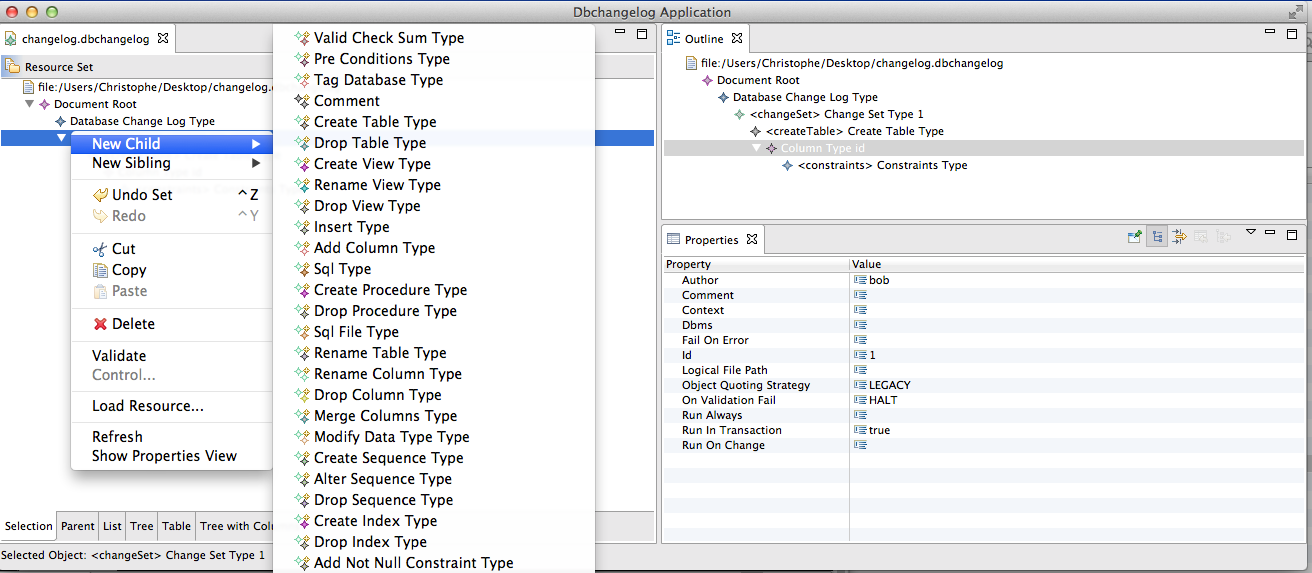 Dbchangelog Application
changelog.dbchangelog
Resource Set
file:/Users/Christophe/Desktop/changelog.
Document Root
Database Change Log Type
New Child
New Sibling
Undo Set ^Z
Redo ^Y
Cut
Copy
Paste
Delete
Validate
Control...
Load Resource...
Refresh
Show Properties View
Valid Check Sum Type
Pre Conditions Type
Tag Database Type
Comment
Create Table Type
Drop Table Type
Create View Type
Rename View Type
Drop View Type
Insert Type
Add Column Type
Sql Type
Create Procedure Type
Drop Procedure Type
Sql File Type
Rename Table Type
Rename Column Type
Drop Column Type
Merge Columns Type
Modify Data Type Type
Create Sequence Type
Alter Sequence Type
Drop Sequence Type
Create Index Type
Drop Index Type
Add Not Null Constraint Type
Selection Parent List Tree Table Tree with Colu
Selected Object: <changeSet> Change Set Type 1
Outline
file:/Users/Christophe/Desktop/changelog.dbchangelog
Document Root
Database Change Log Type
<changeSet> Change Set Type 1
<createTable> Create Table Type
Column Type id
<constraints> Constraints Type
Properties
Property Value
Author bob
Comment
Context
Dbms
Fail On Error
Id 1
Logical File Path
Object Quoting Strategy LEGACY
On Validation Fail HALT
Run Always
Run In Transaction true
Run On Change